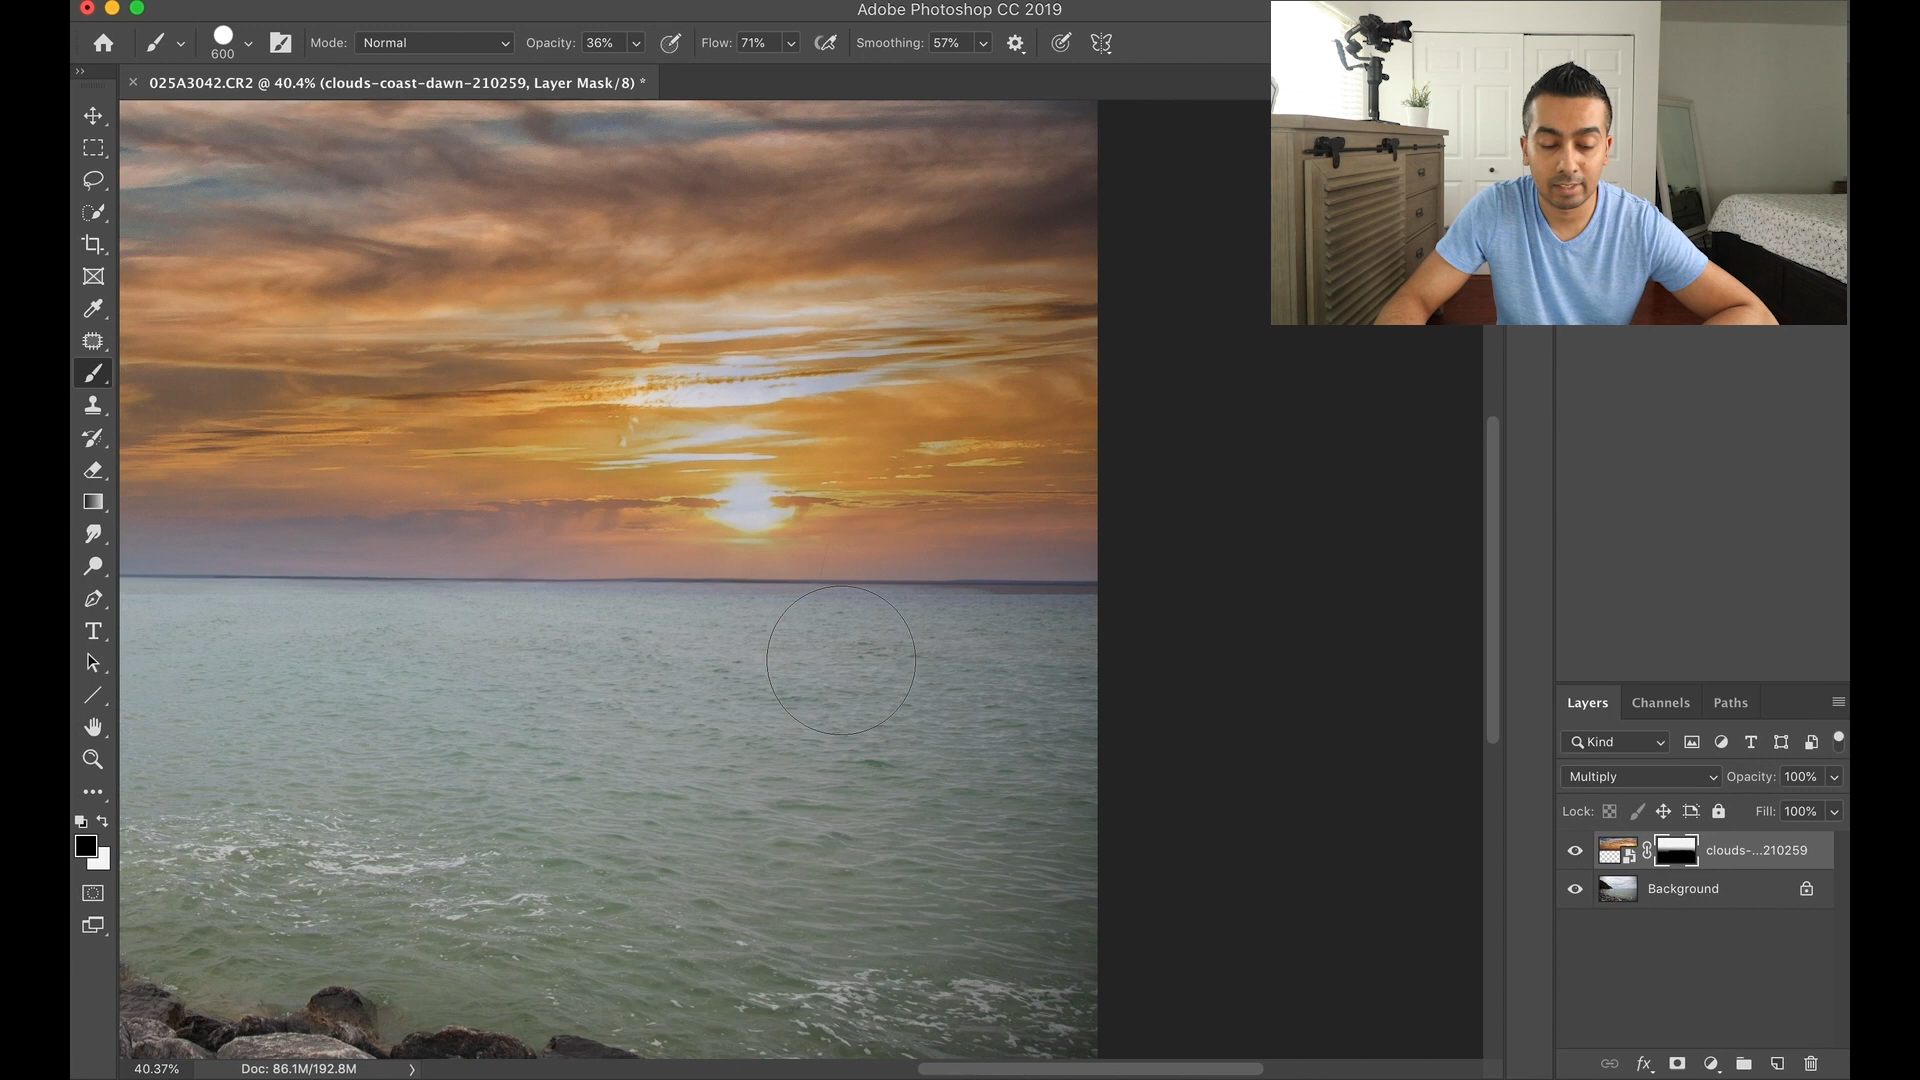 Adobe Photoshop CC 2019
600
Mode: Normal
Opacity: 36%
Flow: 71%
Smoothing: 57%
× 025A3042.CR2 @ 40.4% (clouds-coast-dawn-210259, Layer Mask/8) *
Layers Channels Paths
Kind
Multiply Opacity: 100%
Lock: Fill: 100%
clouds-...210259
Background
40.37% Doc: 86.1M/192.8M